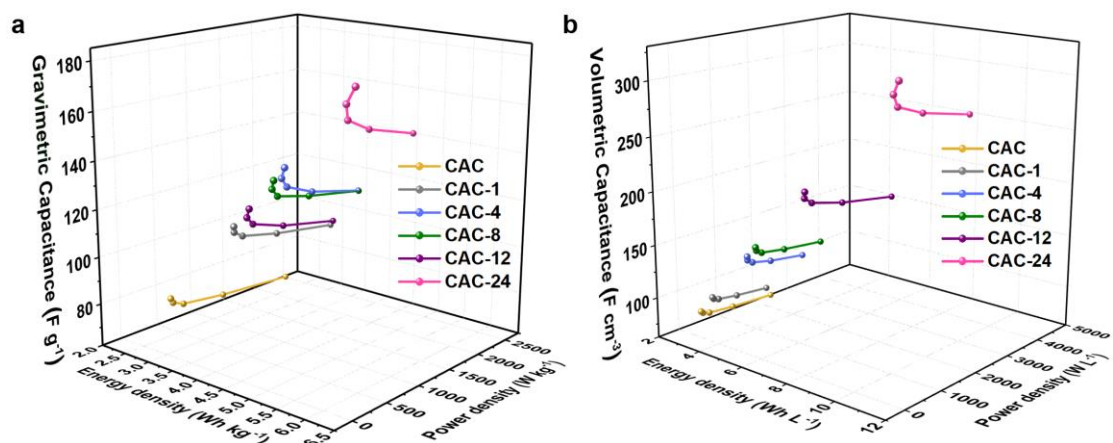 a
Gravimetric Capacitance (F g⁻¹)
180
160
140
120
100
80
2.0
2.5
3.0
3.5
4.0
4.5
5.0
5.5
6.0
6.5
Energy density (Wh kg⁻¹)
0
500
1000
1500
2000
2500
Power density (W kg⁻¹)
CAC
CAC-1
CAC-4
CAC-8
CAC-12
CAC-24
b
Volumetric Capacitance (F cm⁻³)
300
250
200
150
100
2
4
6
8
10
12
Energy density (Wh L⁻¹)
0
1000
2000
3000
4000
5000
Power density (W L⁻¹)
CAC
CAC-1
CAC-4
CAC-8
CAC-12
CAC-24